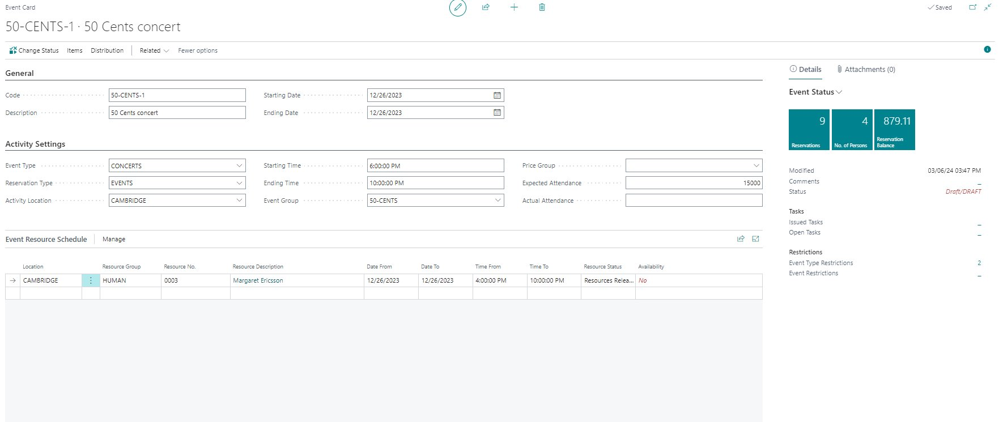 Event Card
Saved
50-CENTS-1 · 50 Cents concert
Change Status Items Distribution Related Fewer options
General
Code 50-CENTS-1 Starting Date 12/26/2023
Description 50 Cents concert Ending Date 12/26/2023
Activity Settings
Event Type CONCERTS Starting Time 6:00:00 PM Price Group
Reservation Type EVENTS Ending Time 10:00:00 PM Expected Attendance 15000
Activity Location CAMBRIDGE Event Group 50-CENTS Actual Attendance
Event Resource Schedule Manage
Location Resource Group Resource No. Resource Description Date From Date To Time From Time To Resource Status Availability
CAMBRIDGE HUMAN 0003 Margaret Ericsson 12/26/2023 12/26/2023 4:00:00 PM 10:00:00 PM Resources Relea... No
Details Attachments (0)
Event Status
9 4 879.11
Reservations No. of Persons Reservation Balance
Modified 03/06/24 03:47 PM
Comments _
Status Draft/DRAFT
Tasks
Issued Tasks _
Open Tasks _
Restrictions
Event Type Restrictions 2
Event Restrictions _